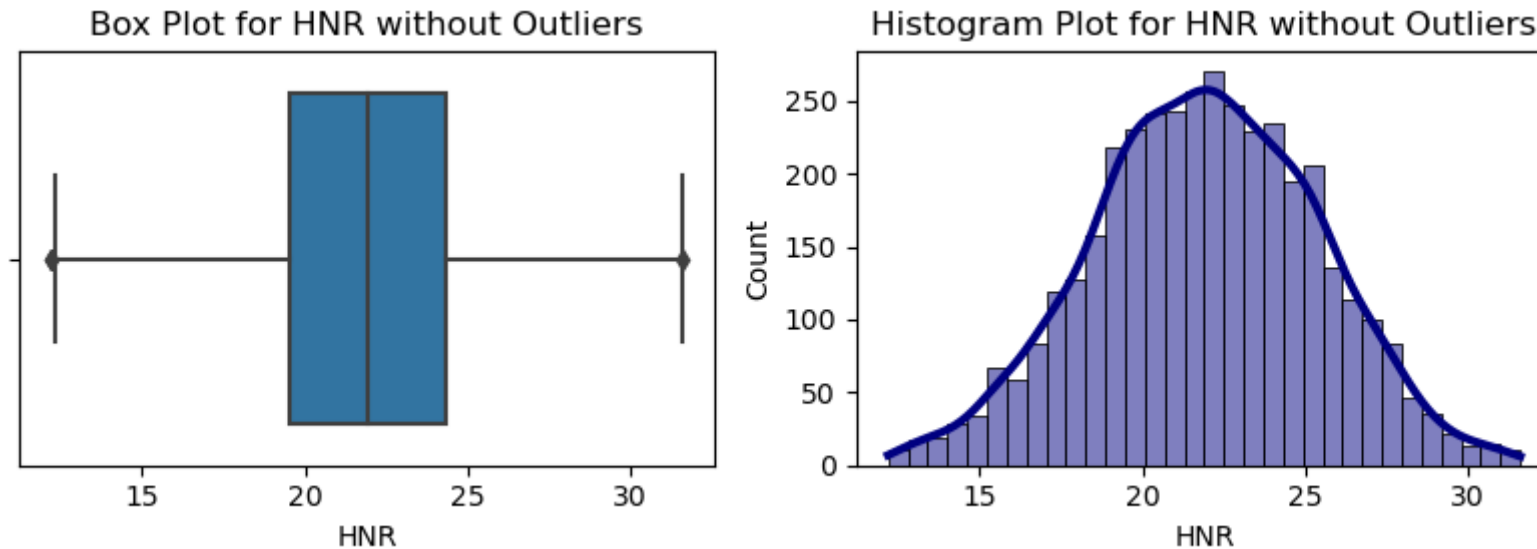 Box Plot for HNR without Outliers
15 20 25 30
HNR
Histogram Plot for HNR without Outliers
Count
250
200
150
100
50
0
15 20 25 30
HNR